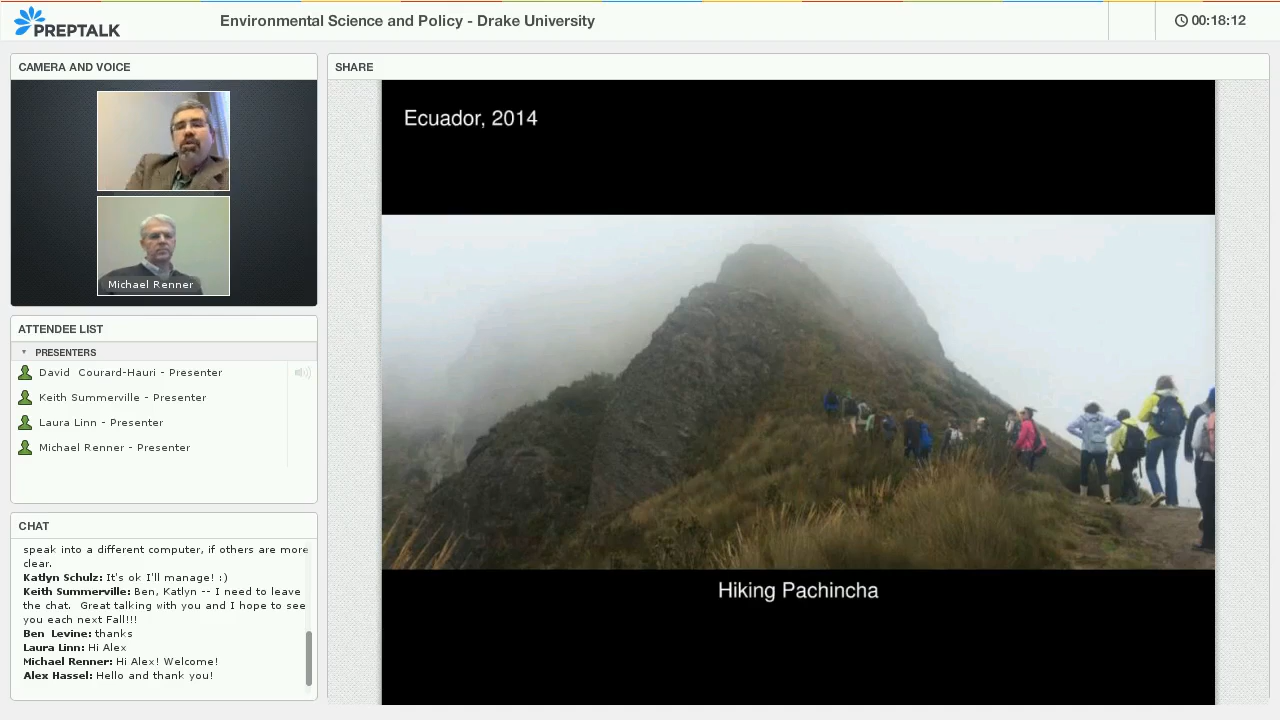 PREPTALK
Environmental Science and Policy - Drake University
00:18:12
CAMERA AND VOICE
Michael Renner
ATTENDEE LIST
PRESENTERS
David Courard-Hauri - Presenter
Keith Summerville - Presenter
Laura Linn - Presenter
Michael Renner - Presenter
CHAT
speak into a different computer, if others are more
clear.
Katlyn Schulz: It's ok I'll manage! :)
Keith Summerville: Ben, Katlyn -- I need to leave
the chat. Great talking with you and I hope to see
you each next Fall!!!
Ben Levine: thanks
Laura Linn: Hi Alex
Michael Renner: Hi Alex! Welcome!
Alex Hassel: Hello and thank you!
SHARE
Ecuador, 2014
Hiking Pachincha